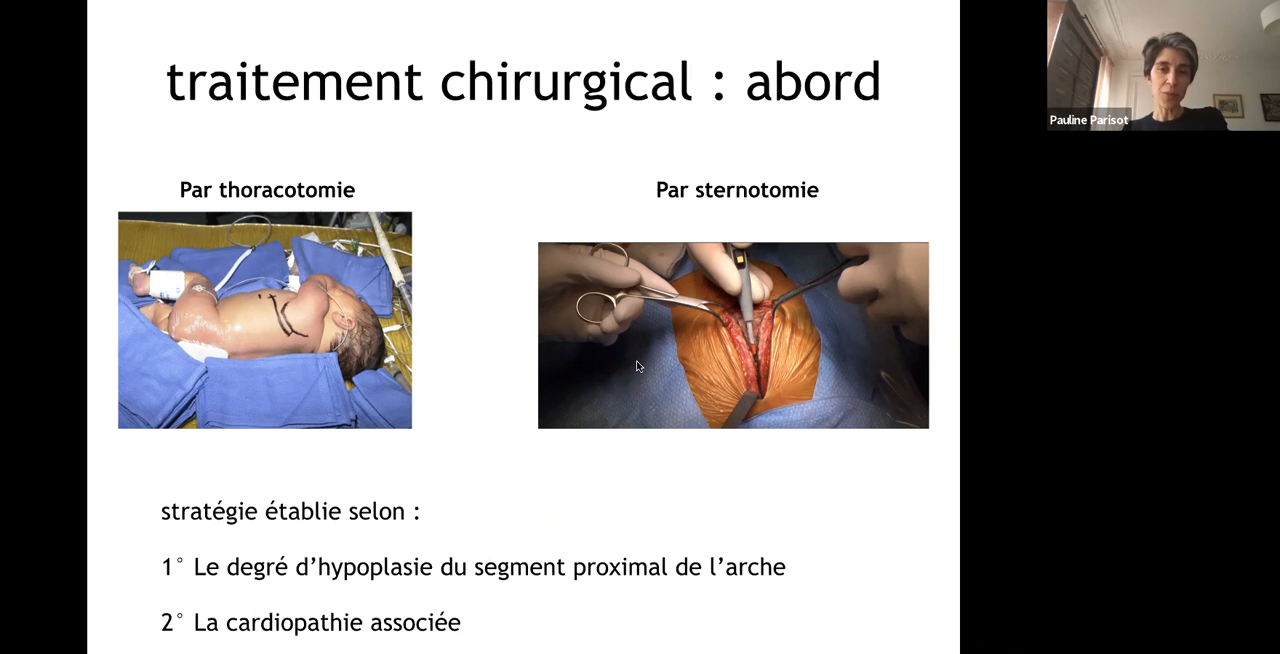 traitement chirurgical : abord
Pauline Parisot
Par thoracotomie
Par sternotomie
stratégie établie selon :
1° Le degré d’hypoplasie du segment proximal de l’arche
2° La cardiopathie associée